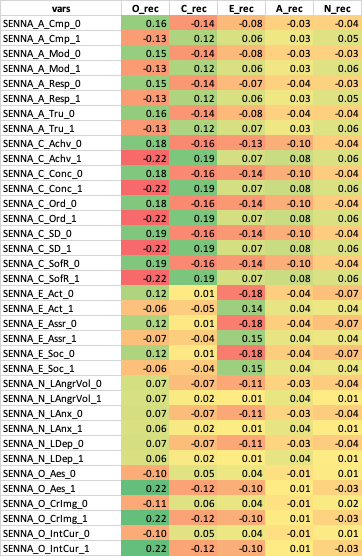 vars O_rec C_rec E_rec A_rec N_rec
SENNA_A_Cmp_0 0.16 -0.14 -0.08 -0.03 -0.04
SENNA_A_Cmp_1 -0.13 0.12 0.06 0.03 0.05
SENNA_A_Mod_0 0.15 -0.14 -0.08 -0.03 -0.03
SENNA_A_Mod_1 -0.13 0.12 0.06 0.03 0.06
SENNA_A_Resp_0 0.15 -0.14 -0.07 -0.04 -0.03
SENNA_A_Resp_1 -0.13 0.12 0.06 0.03 0.05
SENNA_A_Tru_0 0.16 -0.14 -0.08 -0.04 -0.04
SENNA_A_Tru_1 -0.13 0.12 0.07 0.03 0.06
SENNA_C_Achv_0 0.18 -0.16 -0.13 -0.10 -0.04
SENNA_C_Achv_1 -0.22 0.19 0.07 0.08 0.06
SENNA_C_Conc_0 0.18 -0.16 -0.14 -0.10 -0.04
SENNA_C_Conc_1 -0.22 0.19 0.07 0.08 0.06
SENNA_C_Ord_0 0.18 -0.16 -0.14 -0.10 -0.04
SENNA_C_Ord_1 -0.22 0.19 0.07 0.08 0.06
SENNA_C_SD_0 0.19 -0.16 -0.14 -0.10 -0.04
SENNA_C_SD_1 -0.22 0.19 0.07 0.08 0.06
SENNA_C_SofR_0 0.19 -0.16 -0.14 -0.10 -0.04
SENNA_C_SofR_1 -0.22 0.19 0.07 0.08 0.06
SENNA_E_Act_0 0.12 0.01 -0.18 -0.04 -0.07
SENNA_E_Act_1 -0.06 -0.05 0.14 0.04 0.04
SENNA_E_Assr_0 0.12 0.01 -0.18 -0.04 -0.07
SENNA_E_Assr_1 -0.07 -0.04 0.15 0.04 0.04
SENNA_E_Soc_0 0.12 0.01 -0.18 -0.04 -0.07
SENNA_E_Soc_1 -0.06 -0.04 0.15 0.04 0.04
SENNA_N_LAngrVol_0 0.07 -0.07 -0.11 -0.03 -0.04
SENNA_N_LAngrVol_1 0.07 0.02 0.01 0.04 0.01
SENNA_N_LAnx_0 0.07 -0.07 -0.11 -0.03 -0.04
SENNA_N_LAnx_1 0.06 0.02 0.01 0.04 0.01
SENNA_N_LDep_0 0.07 -0.07 -0.11 -0.03 -0.04
SENNA_N_LDep_1 0.06 0.02 0.01 0.04 0.01
SENNA_O_Aes_0 -0.10 0.05 0.04 -0.01 0.01
SENNA_O_Aes_1 0.22 -0.12 -0.10 0.01 -0.03
SENNA_O_CrImg_0 -0.11 0.06 0.04 -0.01 0.02
SENNA_O_CrImg_1 0.22 -0.12 -0.10 0.01 -0.03
SENNA_O_IntCur_0 -0.10 0.05 0.04 -0.01 0.01
SENNA_O_IntCur_1 0.22 -0.12 -0.10 0.01 -0.03